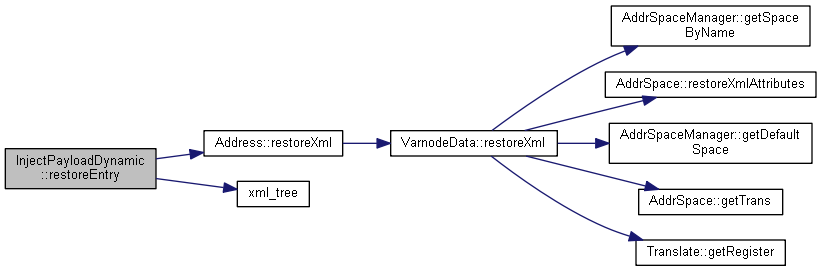 InjectPayloadDynamic
::restoreEntry
Address::restoreXml
xml_tree
VarnodeData::restoreXml
AddrSpaceManager::getSpace
ByName
AddrSpace::restoreXmlAttributes
AddrSpaceManager::getDefault
Space
AddrSpace::getTrans
Translate::getRegister